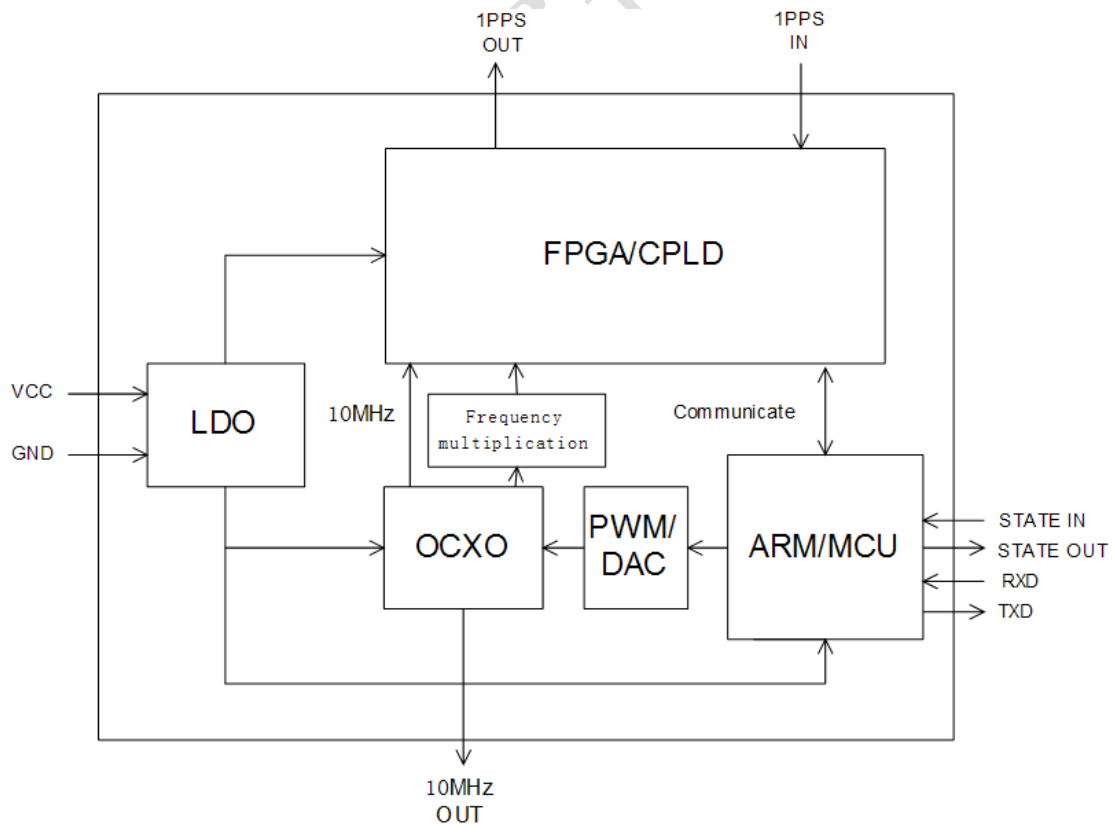 1PPS
OUT
1PPS
IN
FPGA/CPLD
VCC
GND
LDO
10MHz
Frequency
multiplication
Communicate
OCXO
PWM/
DAC
ARM/MCU
STATE IN
STATE OUT
RXD
TXD
10MHz
OUT